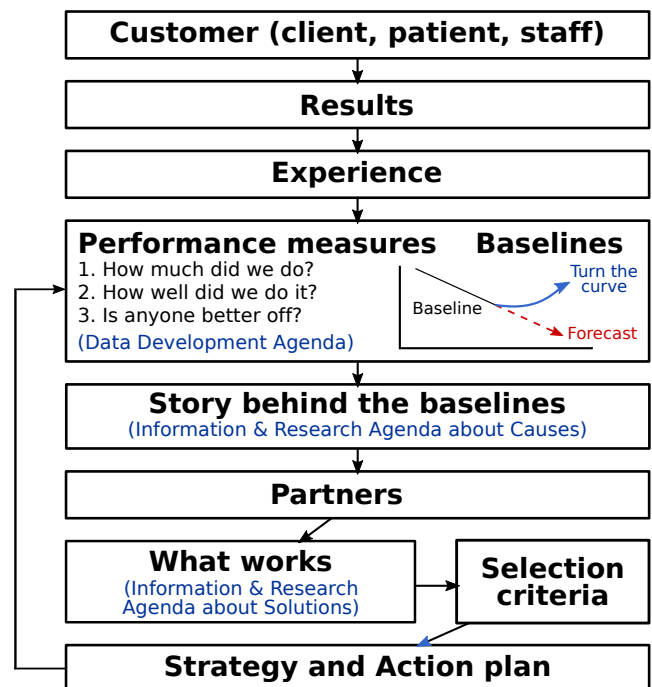 Customer (client, patient, staff)
Results
Experience
Performance measures
1. How much did we do?
2. How well did we do it?
3. Is anyone better off?
(Data Development Agenda)
Baselines
Turn the
curve
Baseline
Forecast
Story behind the baselines
(Information & Research Agenda about Causes)
Partners
What works
(Information & Research
Agenda about Solutions)
Selection
criteria
Strategy and Action plan